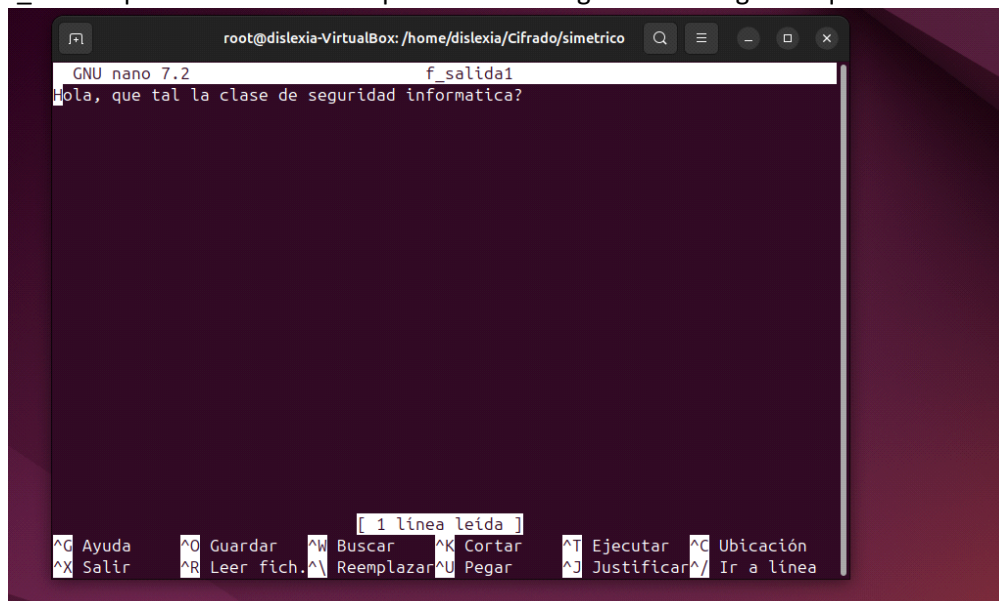 root@dislexia-VirtualBox: /home/dislexia/Cifrado/simetrico
GNU nano 7.2 f_salida1
Hola, que tal la clase de seguridad informatica?
[ 1 línea leída ]
^G Ayuda ^O Guardar ^W Buscar ^K Cortar ^T Ejecutar ^C Ubicación
^X Salir ^R Leer fich. ^\ Reemplazar ^U Pegar ^J Justificar ^/ Ir a línea